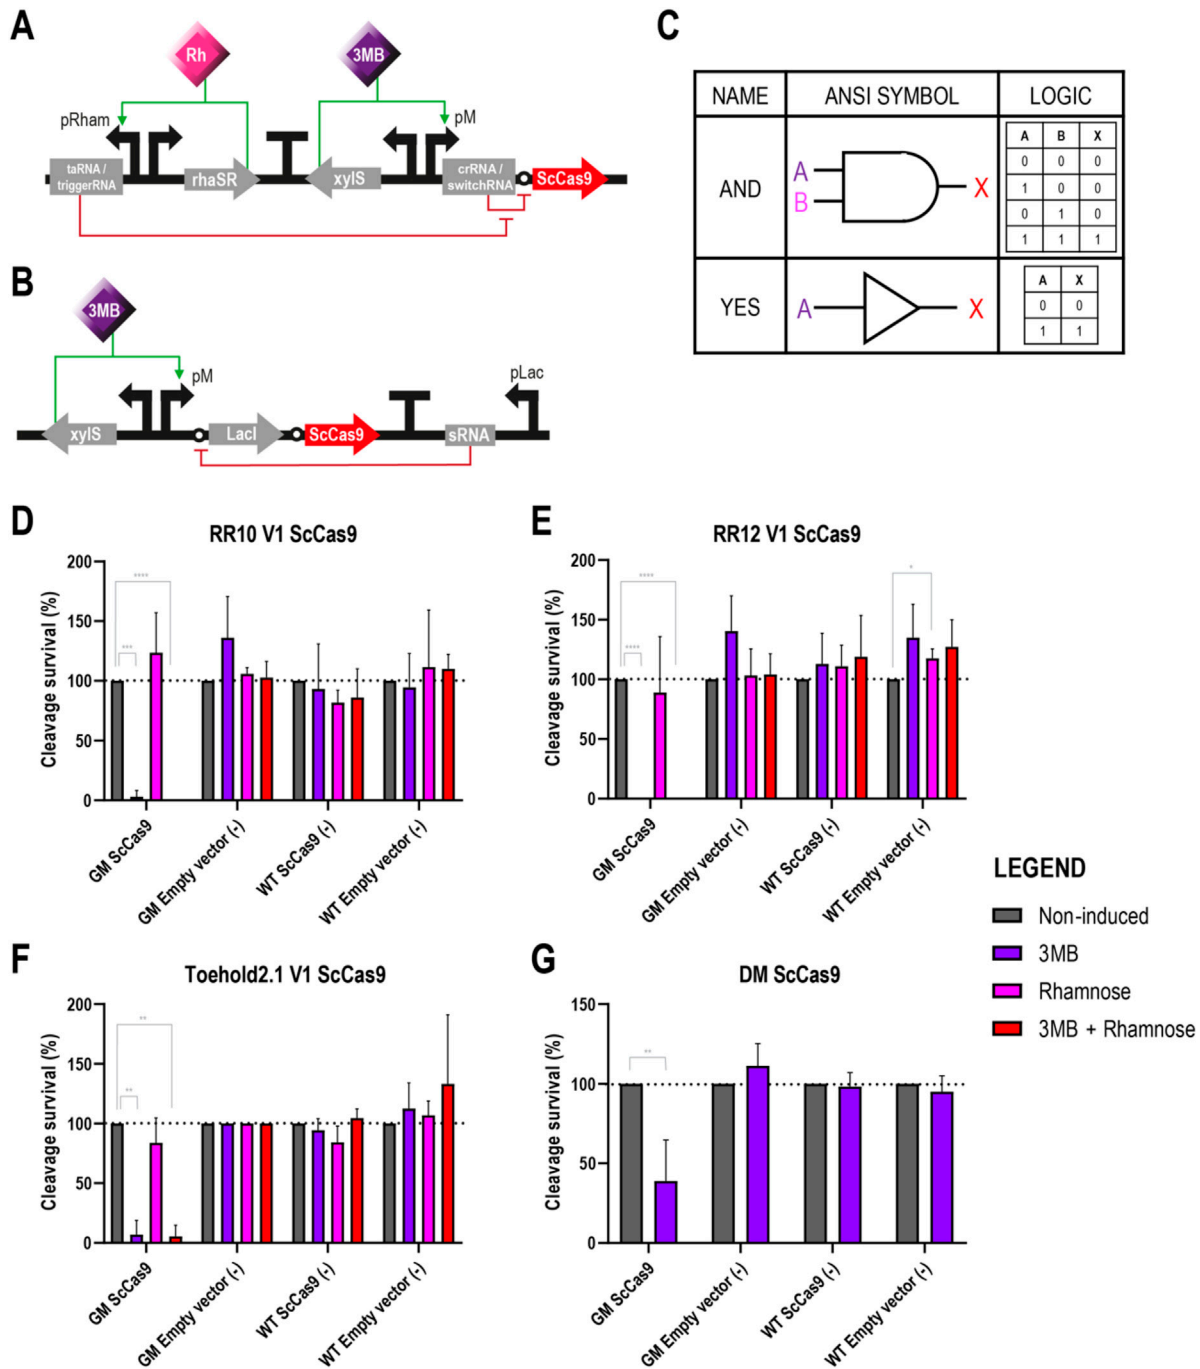 A
Rh
3MB
pRham
pM
taRNA /
triggerRNA
rhaSR
xylS
crRNA /
switchRNA
ScCas9
B
3MB
pM
pLac
xylS
LacI
ScCas9
sRNA
C
NAME ANSI SYMBOL LOGIC
AND
A
B
X
A B X
0 0 0
1 0 0
0 1 0
1 1 1
YES
A X
A X
0 0
1 1
D
RR10 V1 ScCas9
Cleavage survival (%)
200
150
100
50
0
****
***
GM ScCas9
GM Empty vector (-)
WT ScCas9 (-)
WT Empty vector (-)
E
RR12 V1 ScCas9
Cleavage survival (%)
200
150
100
50
0
****
****
*
GM ScCas9
GM Empty vector (-)
WT ScCas9 (-)
WT Empty vector (-)
F
Toehold2.1 V1 ScCas9
Cleavage survival (%)
200
150
100
50
0
**
**
GM ScCas9
GM Empty vector (-)
WT ScCas9 (-)
WT Empty vector (-)
G
DM ScCas9
Cleavage survival (%)
150
100
50
0
**
GM ScCas9
GM Empty vector (-)
WT ScCas9 (-)
WT Empty vector (-)
LEGEND
Non-induced
3MB
Rhamnose
3MB + Rhamnose